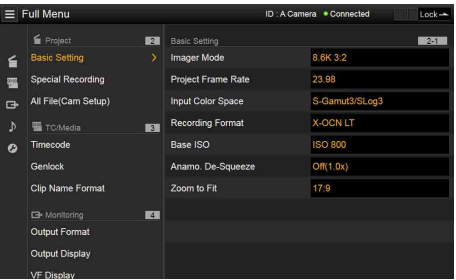 Full Menu
ID : A Camera
Connected
Lock
Project 2
Basic Setting
Special Recording
All File(Cam Setup)
TC/Media 3
Timecode
Genlock
Clip Name Format
Monitoring 4
Output Format
Output Display
VF Display
Basic Setting 2-1
Imager Mode 8.6K 3:2
Project Frame Rate 23.98
Input Color Space S-Gamut3/SLog3
Recording Format X-OCN LT
Base ISO ISO 800
Anamo. De-Squeeze Off(1.0x)
Zoom to Fit 17:9